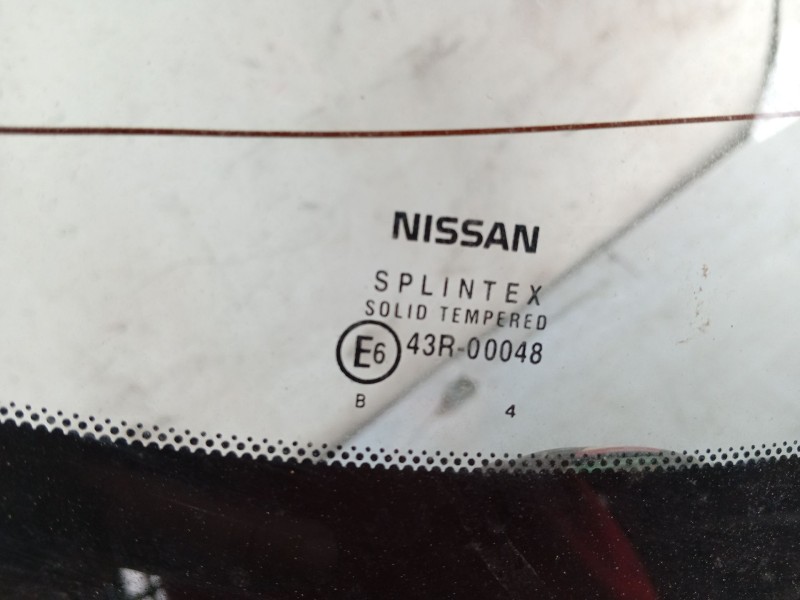 NISSAN
SPLINTEX
SOLID TEMPERED
E6 43R-00048
B 4